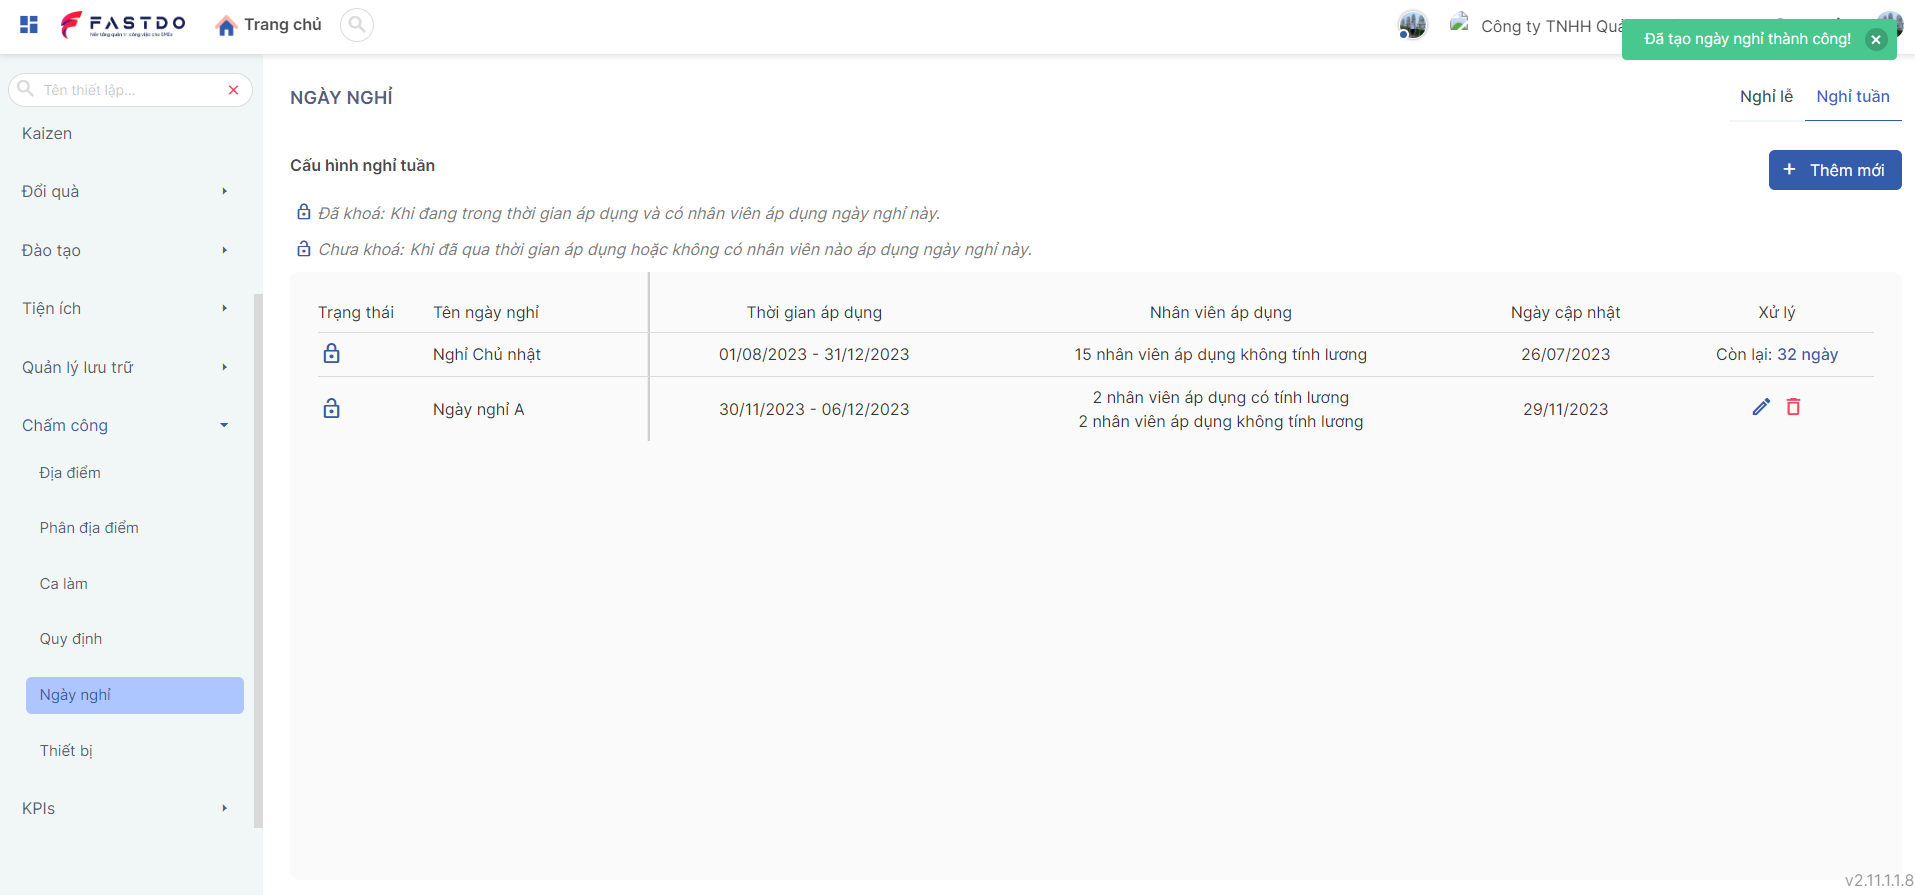 FASTDO
Nền tảng quản trị công việc cho SMEs
Trang chủ
Công ty TNHH
Đã tạo ngày nghỉ thành công!
Tên thiết lập...
Kaizen
Đổi quà
Đào tạo
Tiện ích
Quản lý lưu trữ
Chấm công
Địa điểm
Phân địa điểm
Ca làm
Quy định
Ngày nghỉ
Thiết bị
KPIs
NGÀY NGHỈ
Nghỉ lễ Nghỉ tuần
Cấu hình nghỉ tuần
+ Thêm mới
Đã khoá: Khi đang trong thời gian áp dụng và có nhân viên áp dụng ngày nghỉ này.
Chưa khoá: Khi đã qua thời gian áp dụng hoặc không có nhân viên nào áp dụng ngày nghỉ này.
Trạng thái Tên ngày nghỉ Thời gian áp dụng Nhân viên áp dụng Ngày cập nhật Xử lý
Nghỉ Chủ nhật 01/08/2023 - 31/12/2023 15 nhân viên áp dụng không tính lương 26/07/2023 Còn lại: 32 ngày
Ngày nghỉ A 30/11/2023 - 06/12/2023 2 nhân viên áp dụng có tính lương 29/11/2023
2 nhân viên áp dụng không tính lương
v2.11.1.1.8